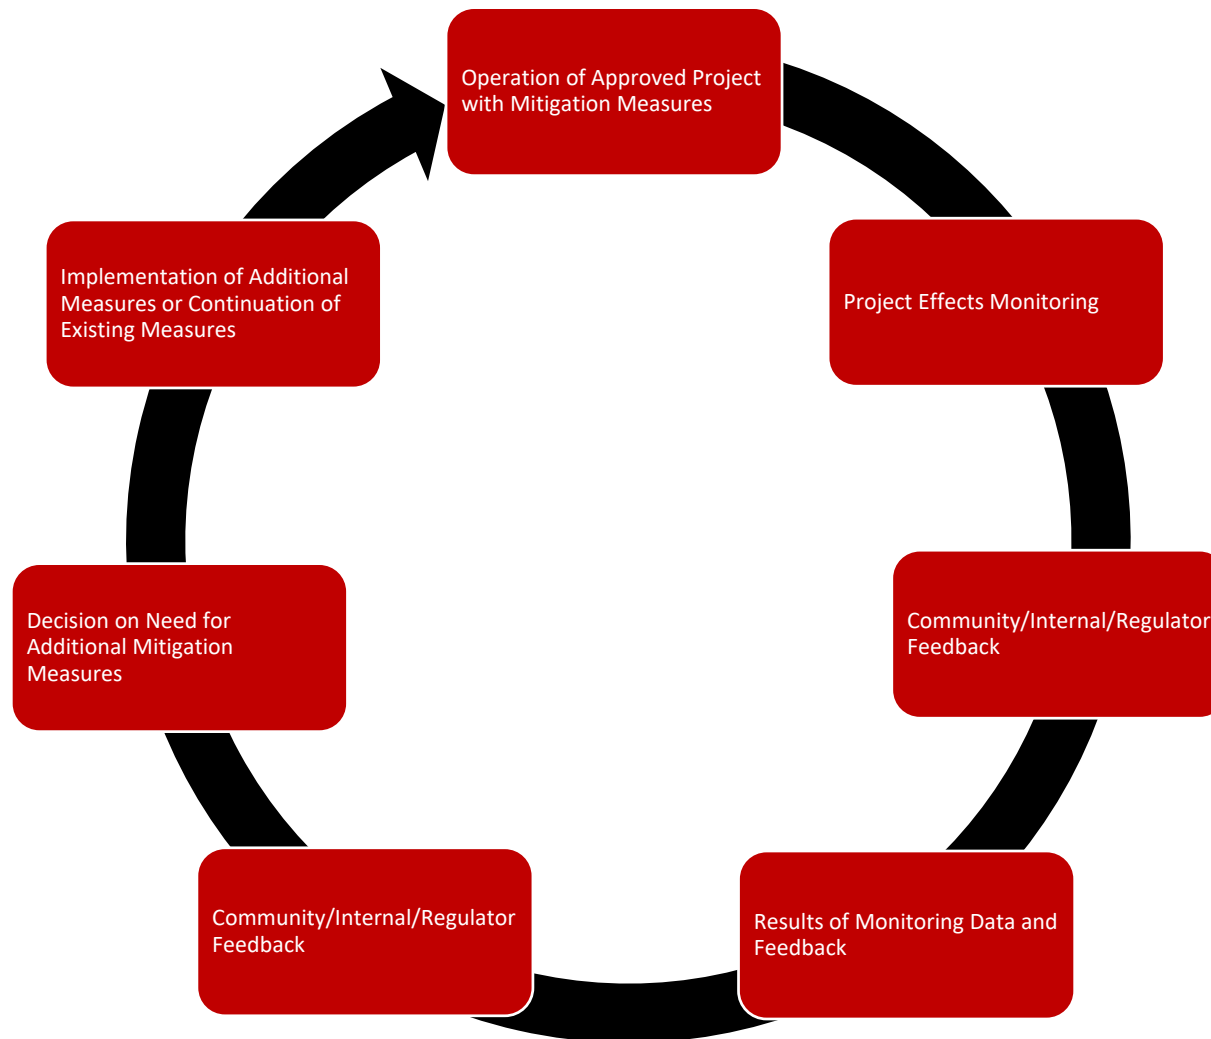 Operation of Approved Project
with Mitigation Measures
Project Effects Monitoring
Community/Internal/Regulator
Feedback
Results of Monitoring Data and
Feedback
Community/Internal/Regulator
Feedback
Decision on Need for
Additional Mitigation
Measures
Implementation of Additional
Measures or Continuation of
Existing Measures